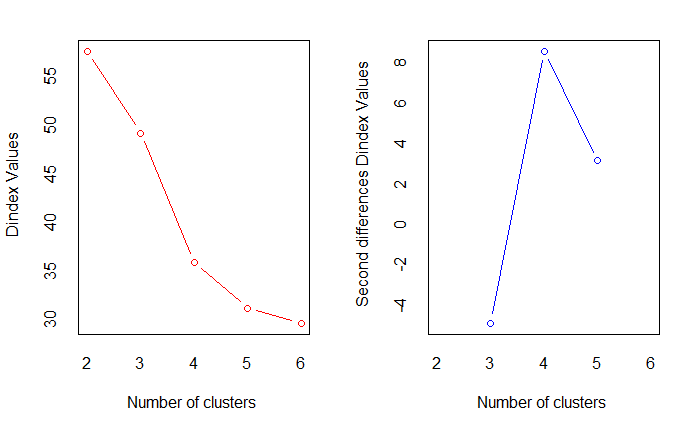 Dindex Values
55
50
45
40
35
30
2 3 4 5 6
Number of clusters
Second differences Dindex Values
8
6
4
2
0
-2
-4
2 3 4 5 6
Number of clusters